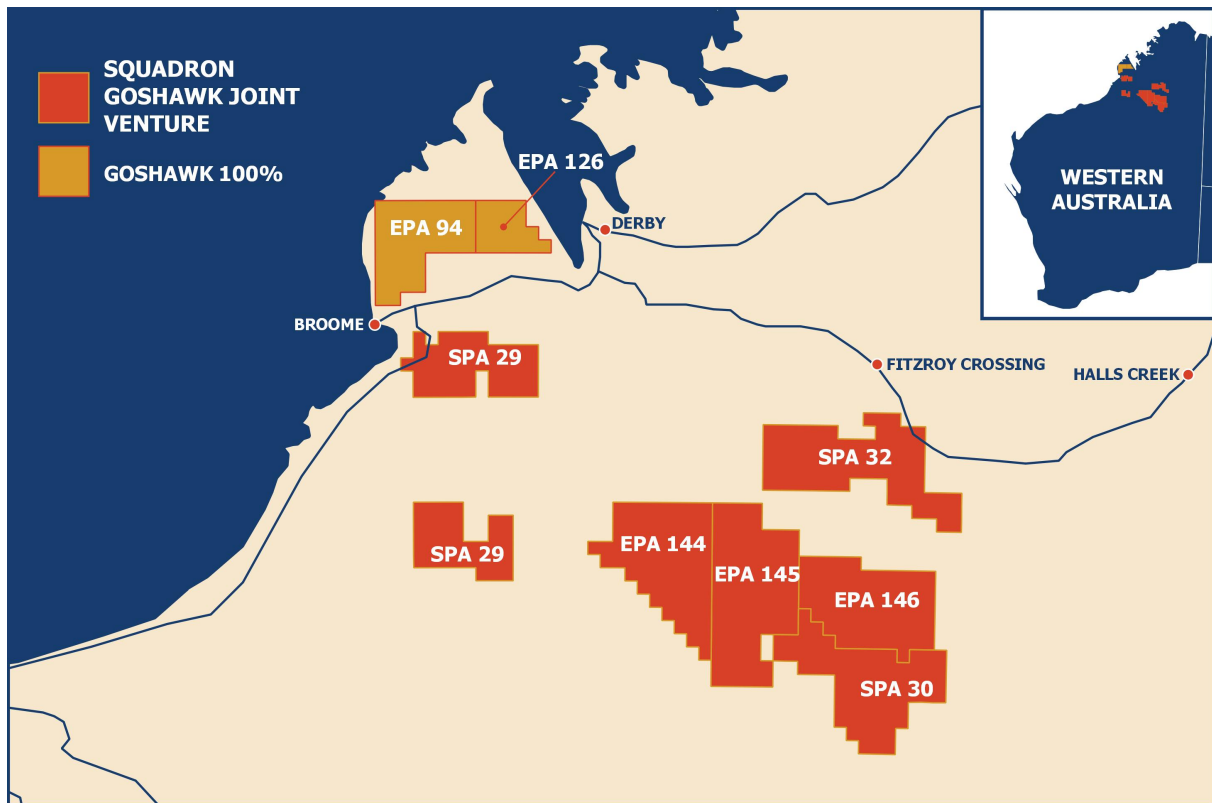 SQUADRON
GOSHAWK JOINT
VENTURE
GOSHAWK 100%
EPA 126
EPA 94
DERBY
BROOME
SPA 29
FITZROY CROSSING
HALLS CREEK
SPA 32
SPA 29
EPA 144
EPA 145
EPA 146
SPA 30
WESTERN
AUSTRALIA